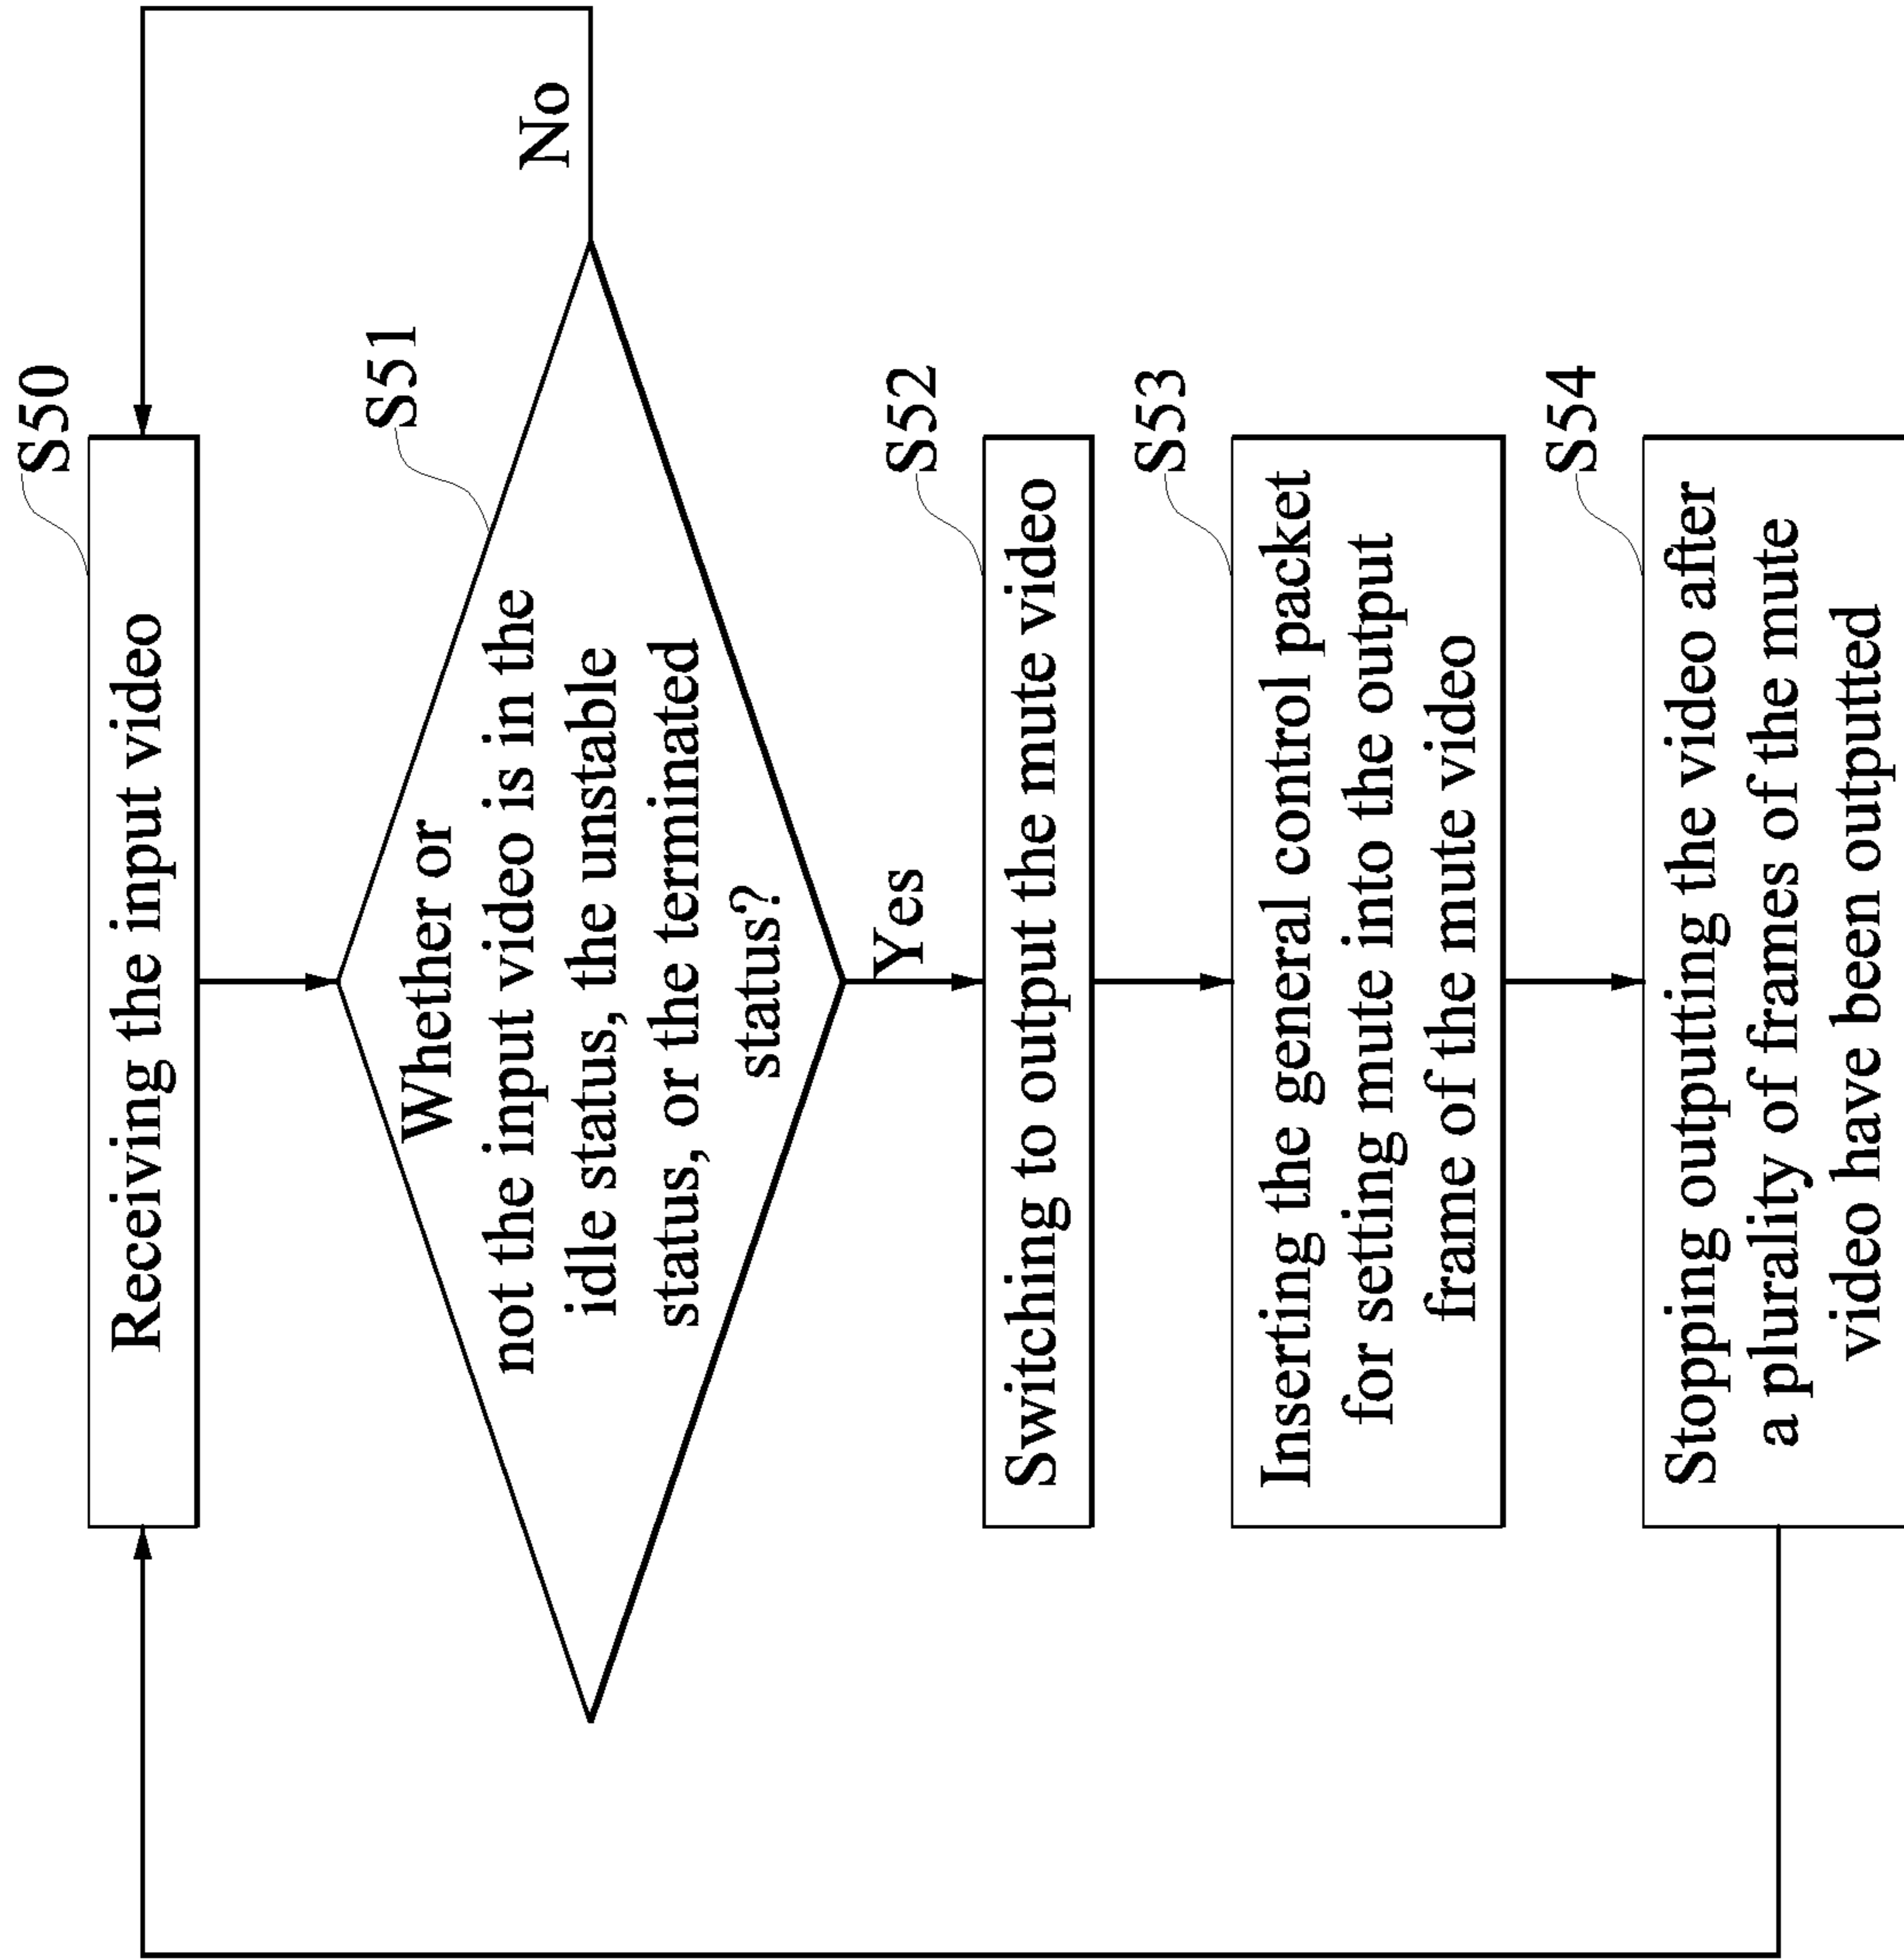 S50
Receiving the input video
S51
Whether or
not the input video is in the
idle status, the unstable
status, or the terminated
status?
No
Yes
S52
Switching to output the mute video
S53
Inserting the general control packet
for setting mute into the output
frame of the mute video
S54
Stopping outputting the video after
a plurality of frames of the mute
video have been outputted